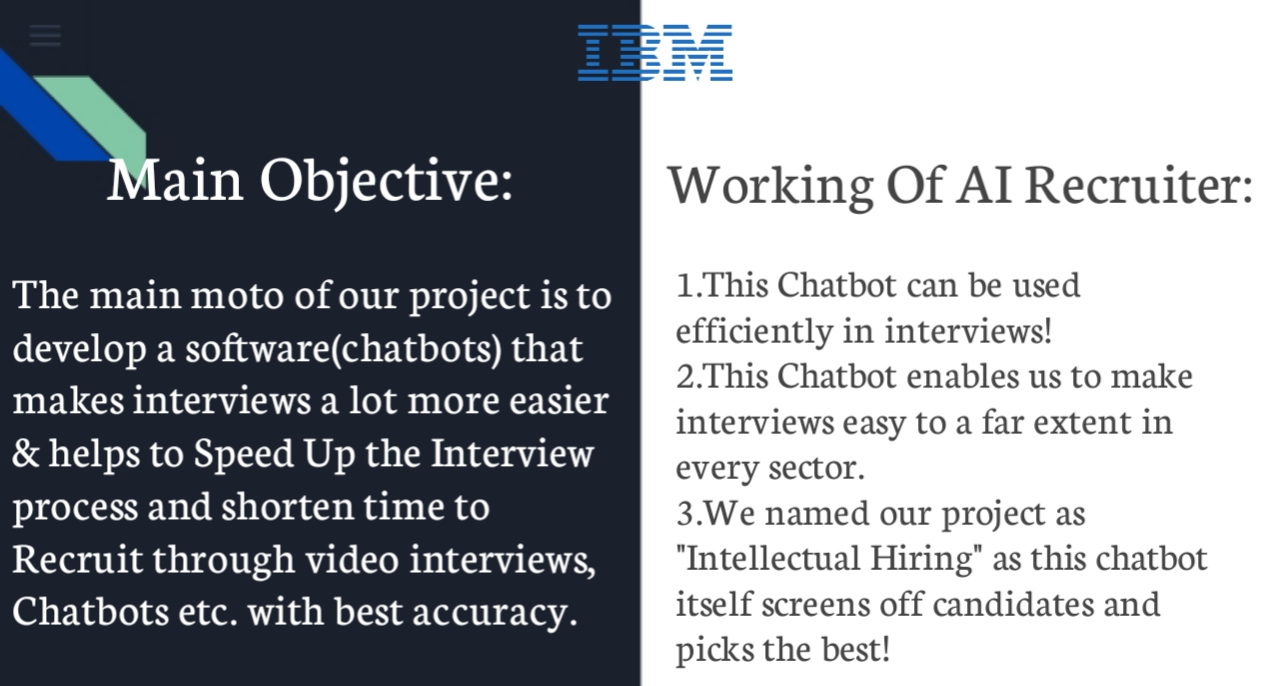 IBM
Main Objective:
The main moto of our project is to
develop a software(chatbots) that
makes interviews a lot more easier
& helps to Speed Up the Interview
process and shorten time to
Recruit through video interviews,
Chatbots etc. with best accuracy.
Working Of AI Recruiter:
1.This Chatbot can be used
efficiently in interviews!
2.This Chatbot enables us to make
interviews easy to a far extent in
every sector.
3.We named our project as
"Intellectual Hiring" as this chatbot
itself screens off candidates and
picks the best!